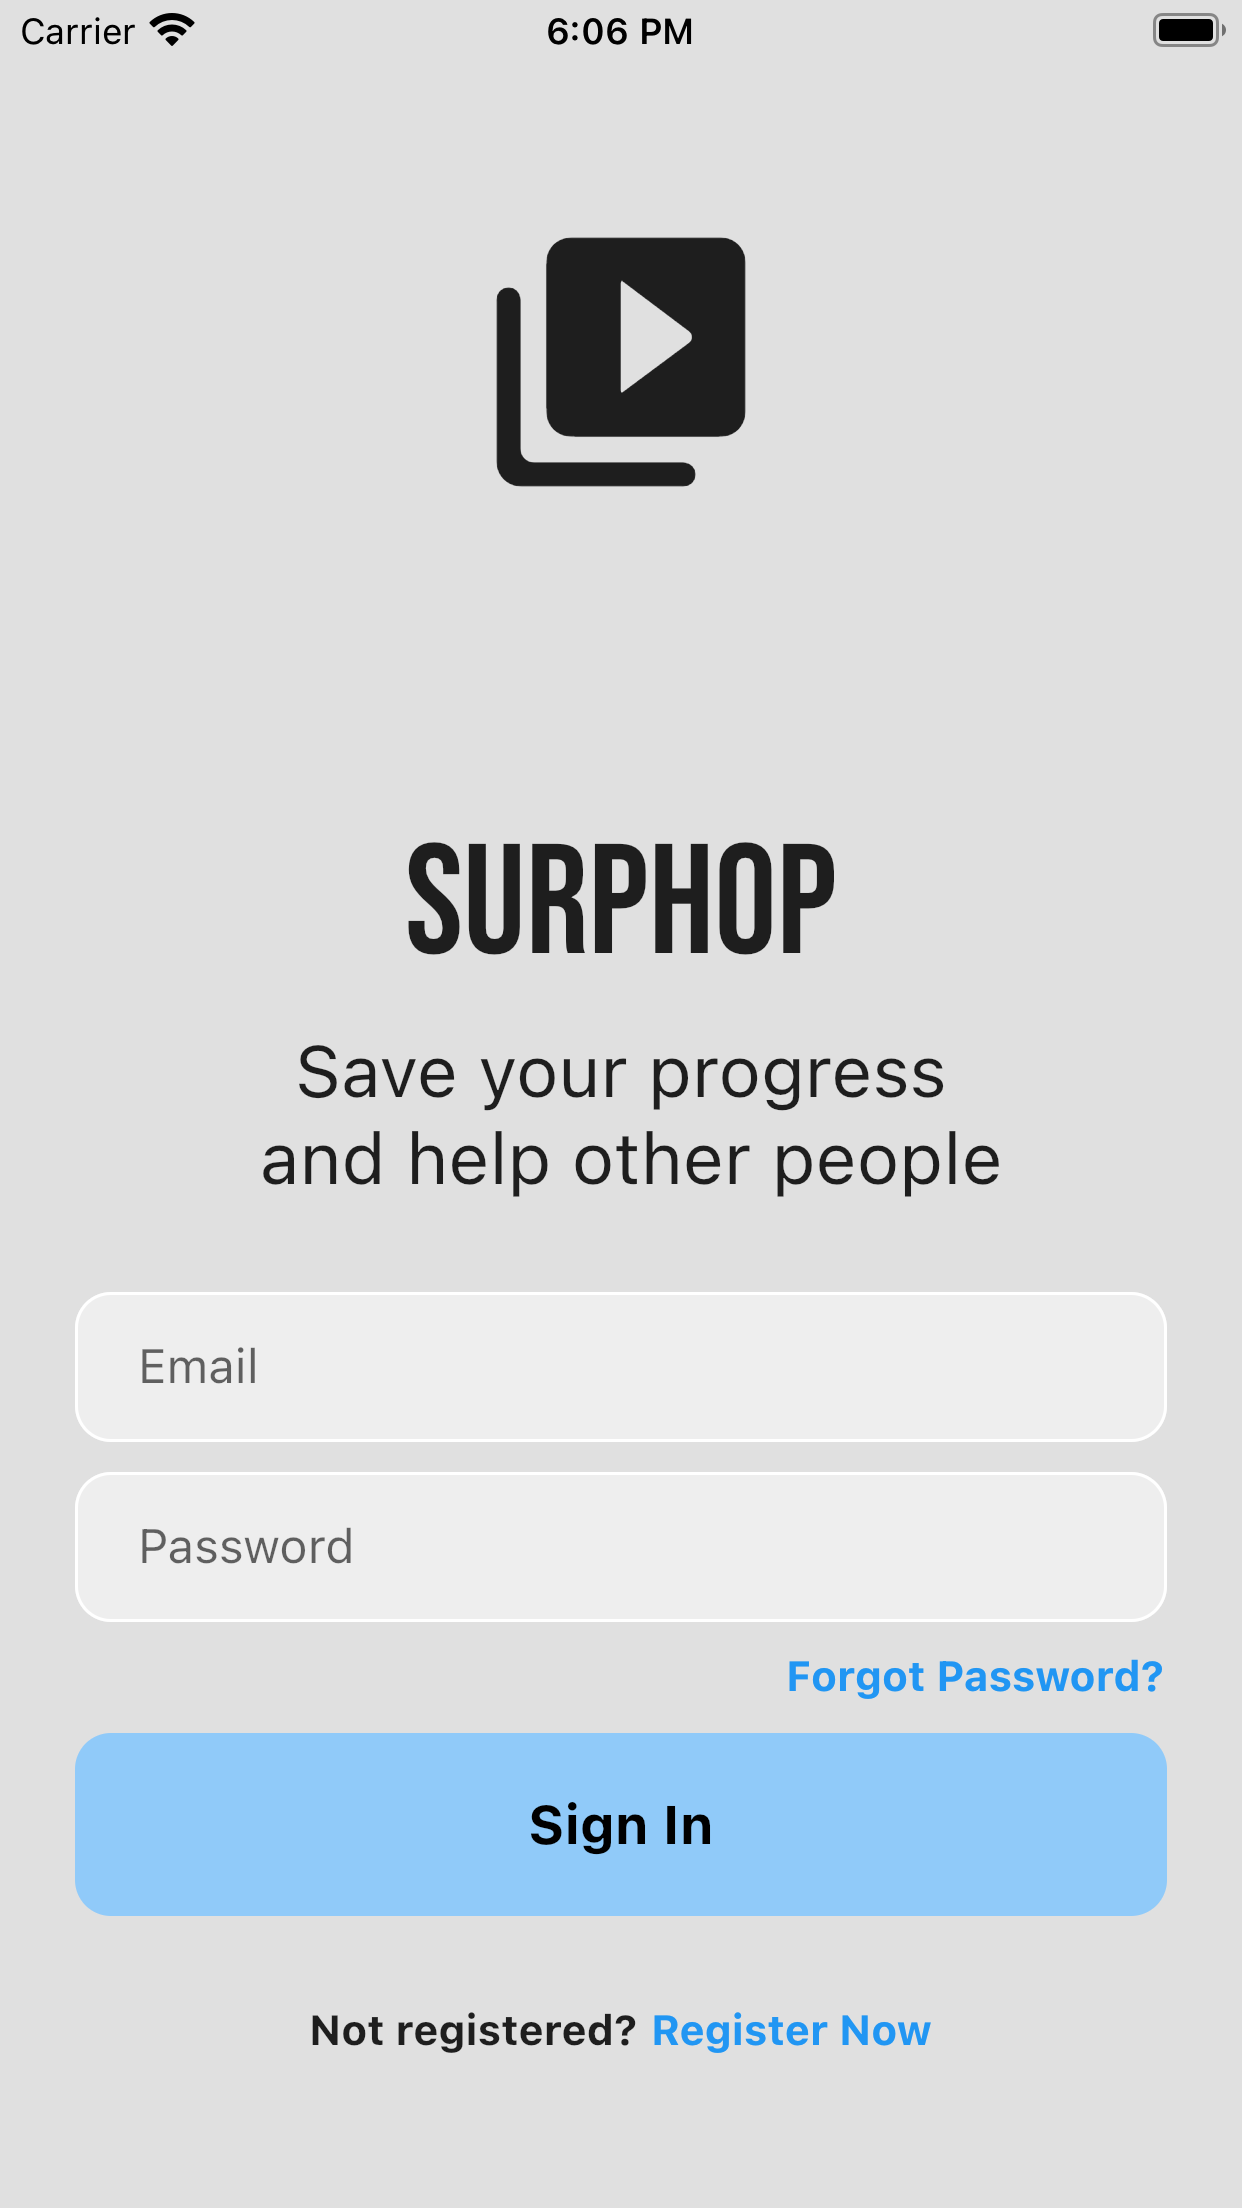 Carrier 6:06 PM
SURPHOP
Save your progress
and help other people
Email
Password
Forgot Password?
Sign In
Not registered? Register Now